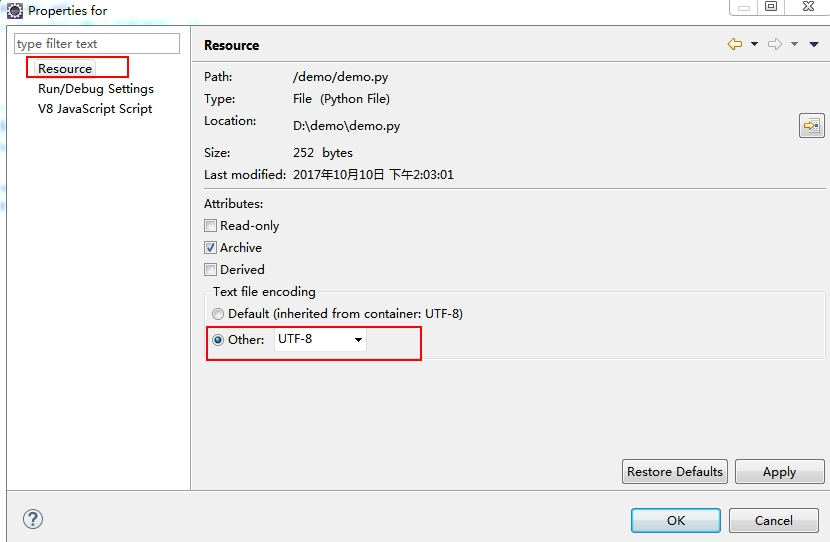 Properties for
type filter text
Resource
Run/Debug Settings
V8 JavaScript Script
Resource
Path: /demo/demo.py
Type: File (Python File)
Location: D:\demo\demo.py
Size: 252 bytes
Last modified: 2017年10月10日 下午2:03:01
Attributes:
Read-only
Archive
Derived
Text file encoding
Default (inherited from container: UTF-8)
Other: UTF-8
Restore Defaults Apply
? OK Cancel